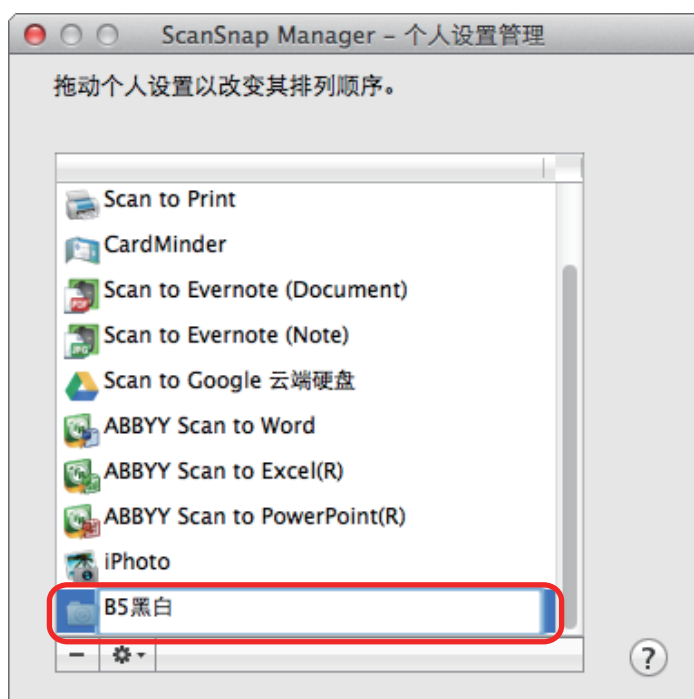 ScanSnap Manager – 个人设置管理
拖动个人设置以改变其排列顺序。
Scan to Print
CardMinder
Scan to Evernote (Document)
Scan to Evernote (Note)
Scan to Google 云端硬盘
ABBYY Scan to Word
ABBYY Scan to Excel(R)
ABBYY Scan to PowerPoint(R)
iPhoto
B5黑白
?